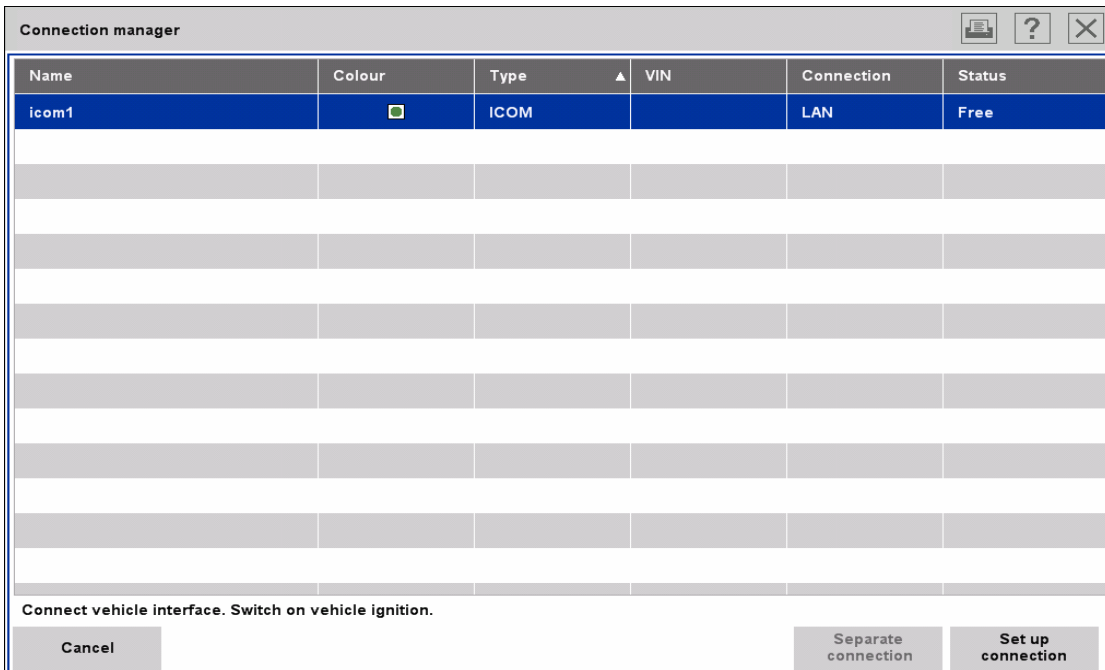 Connection manager ?
Name Colour Type ▲ VIN Connection Status
icom1 ICOM LAN Free
Connect vehicle interface. Switch on vehicle ignition.
Cancel Separate connection Set up connection